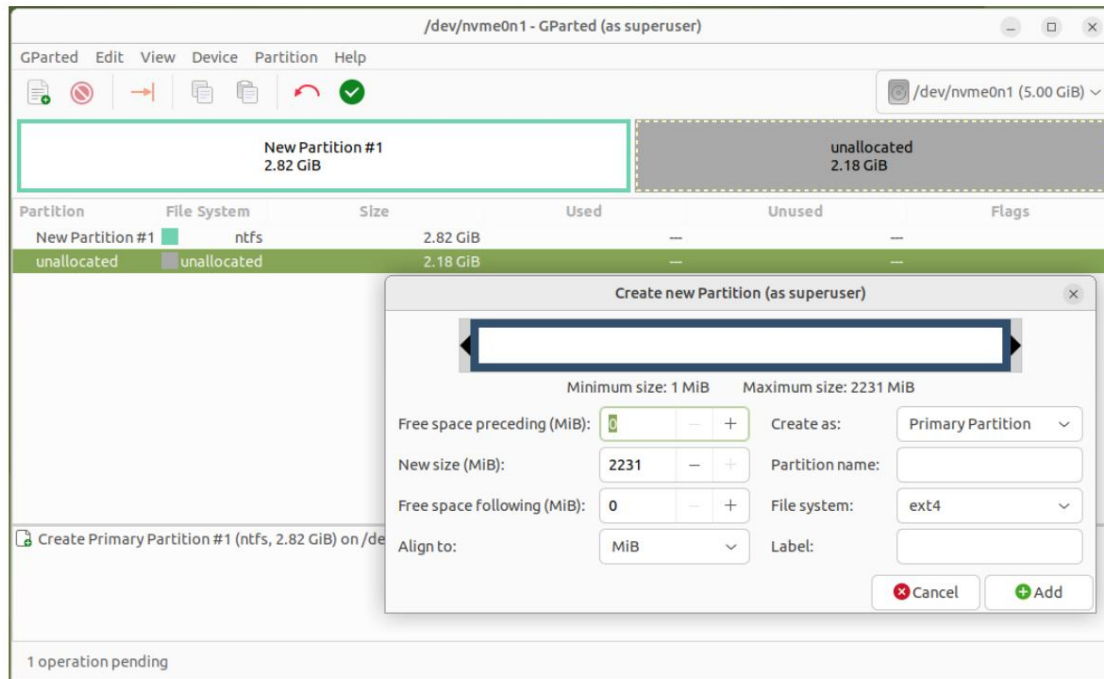 /dev/nvme0n1 - GParted (as superuser)
GParted Edit View Device Partition Help
/dev/nvme0n1 (5.00 GiB)
New Partition #1
2.82 GiB
unallocated
2.18 GiB
Partition File System Size Used Unused Flags
New Partition #1 ntfs 2.82 GiB --- ---
unallocated unallocated 2.18 GiB --- ---
Create new Partition (as superuser)
Minimum size: 1 MiB Maximum size: 2231 MiB
Free space preceding (MiB): 0 Create as: Primary Partition
New size (MiB): 2231 Partition name:
Free space following (MiB): 0 File system: ext4
Align to: MiB Label:
Cancel Add
Create Primary Partition #1 (ntfs, 2.82 GiB) on /de
1 operation pending